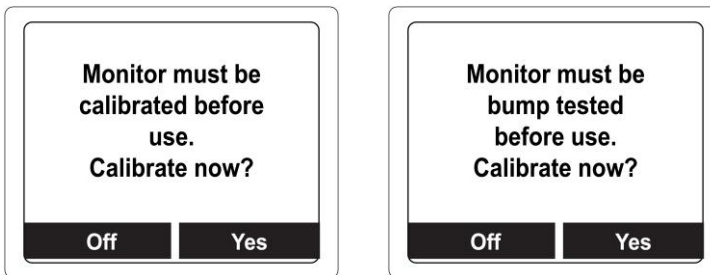 Monitor must be
calibrated before
use.
Calibrate now?
Off Yes
Monitor must be
bump tested
before use.
Calibrate now?
Off Yes